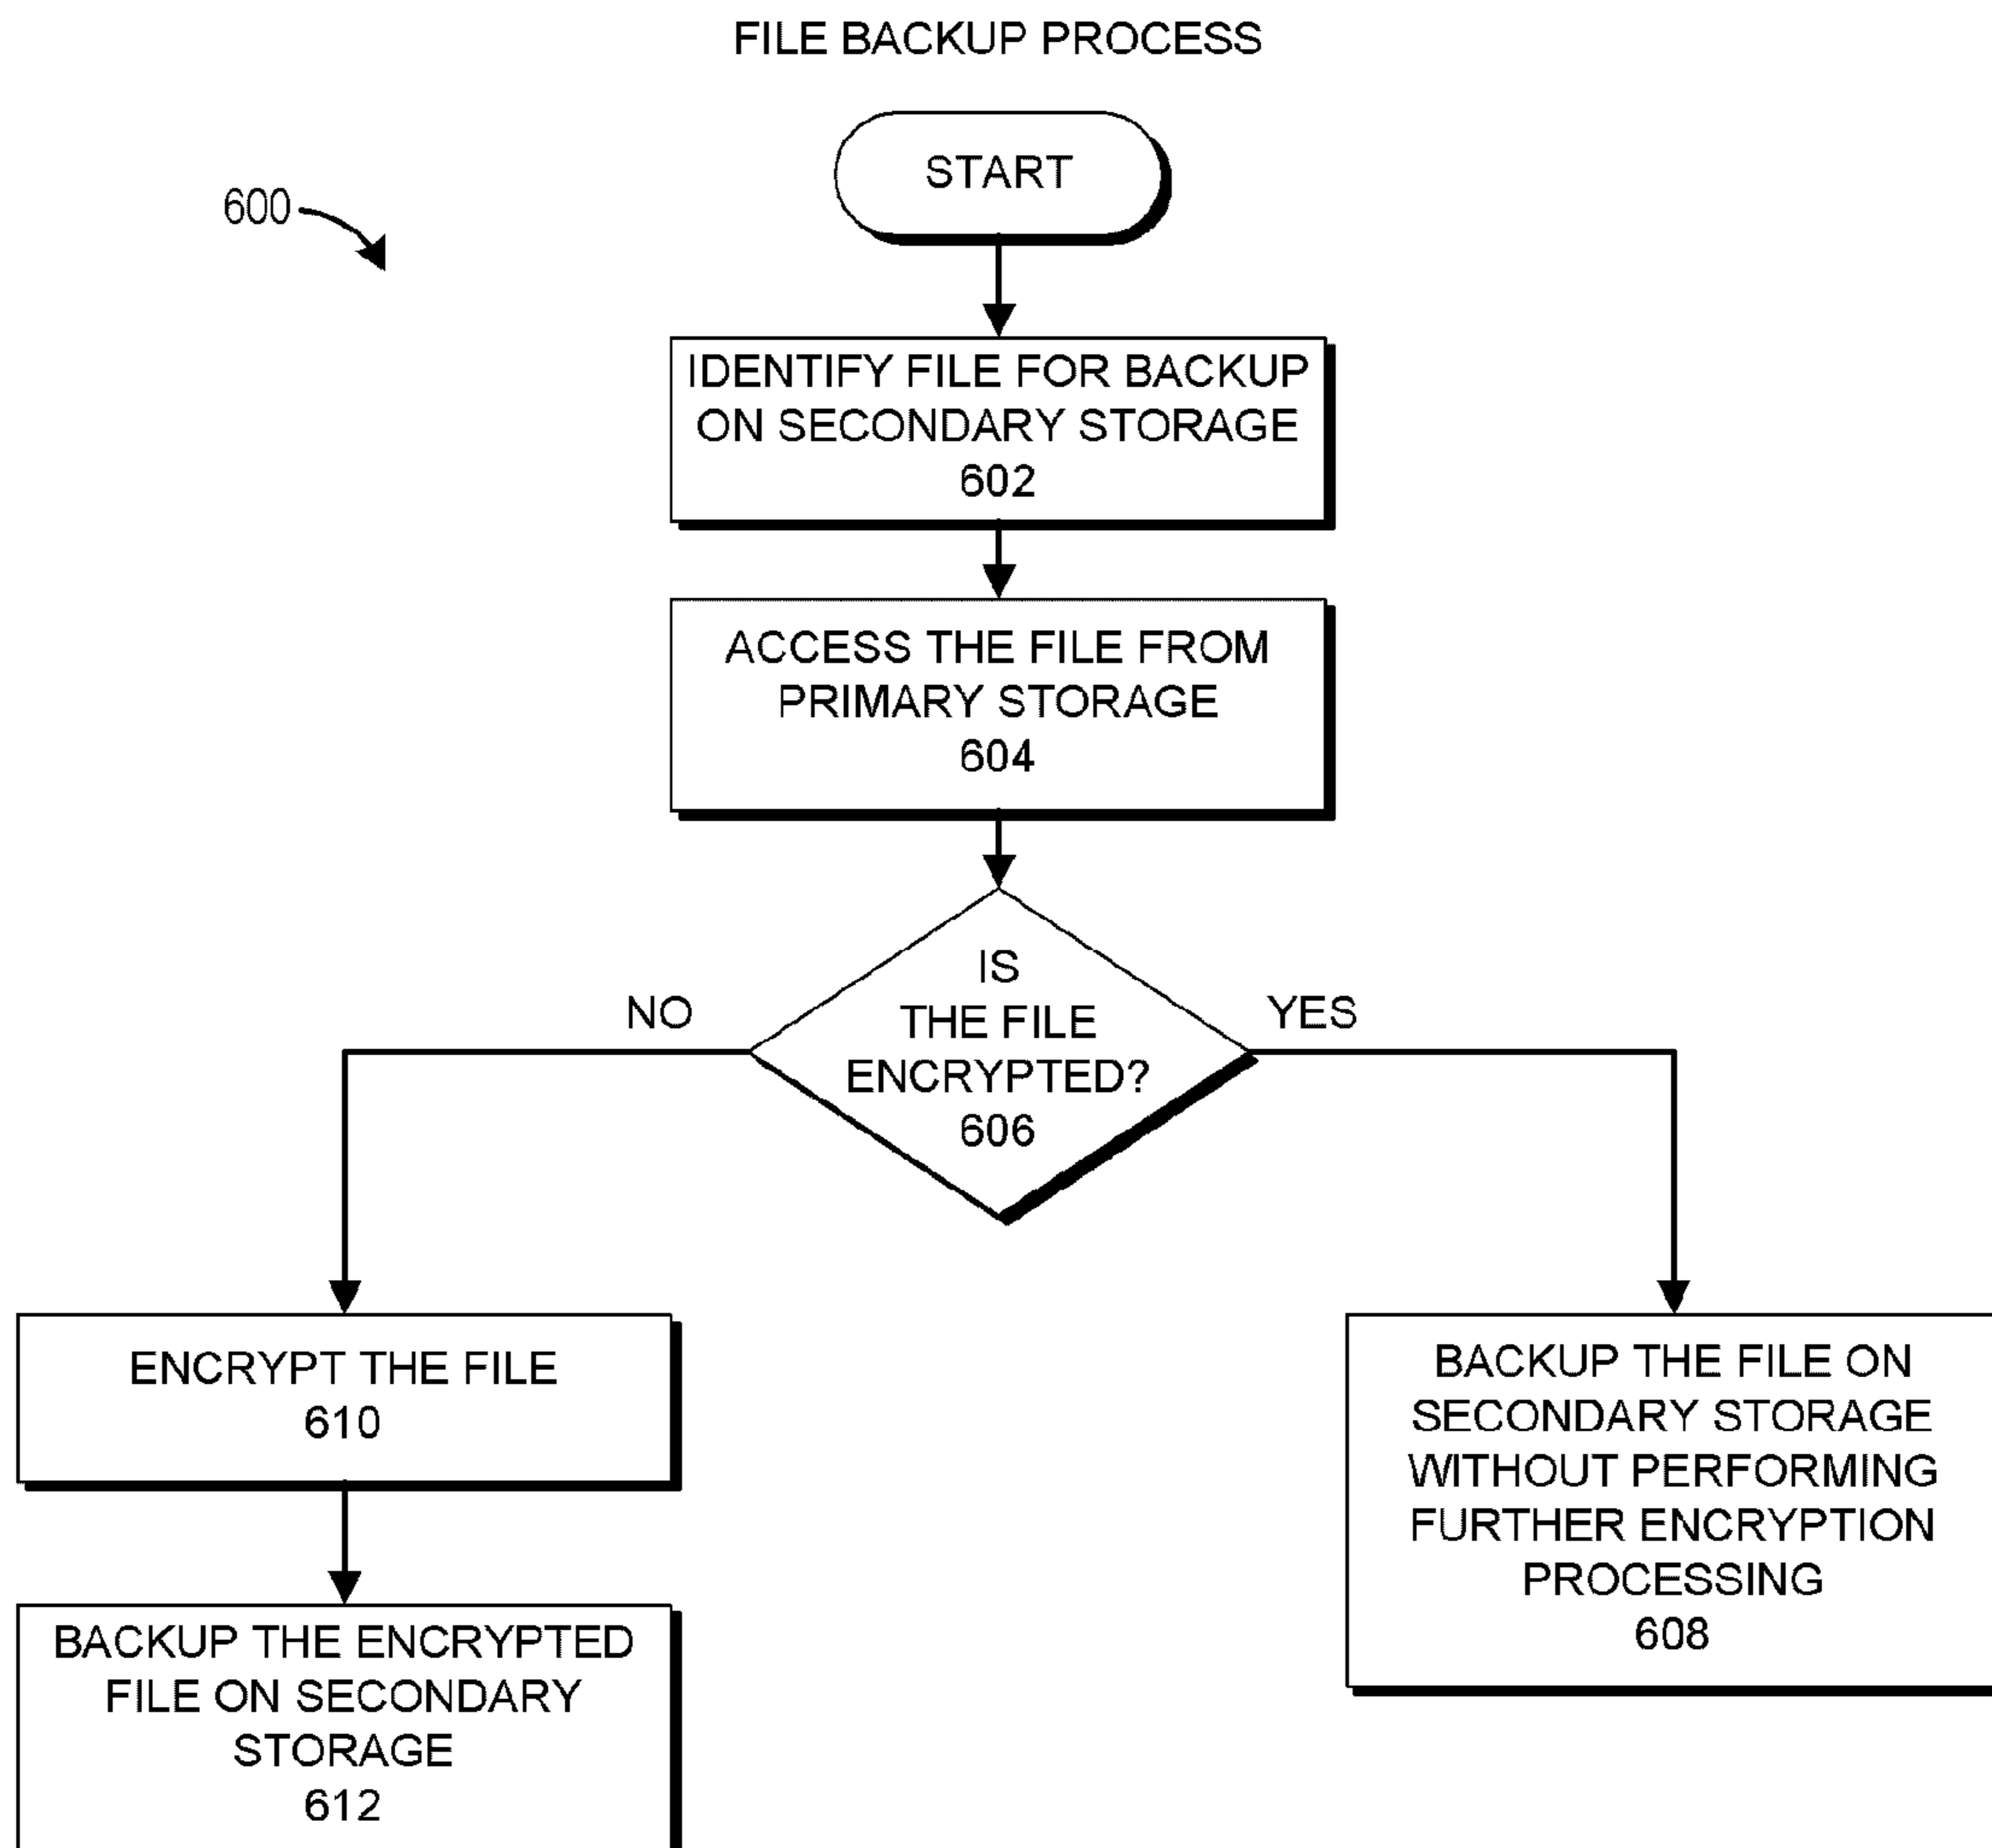 FILE BACKUP PROCESS
START
600
IDENTIFY FILE FOR BACKUP
ON SECONDARY STORAGE
602
ACCESS THE FILE FROM
PRIMARY STORAGE
604
IS
THE FILE
ENCRYPTED?
606
NO
YES
ENCRYPT THE FILE
610
BACKUP THE ENCRYPTED
FILE ON SECONDARY
STORAGE
612
BACKUP THE FILE ON
SECONDARY STORAGE
WITHOUT PERFORMING
FURTHER ENCRYPTION
PROCESSING
608